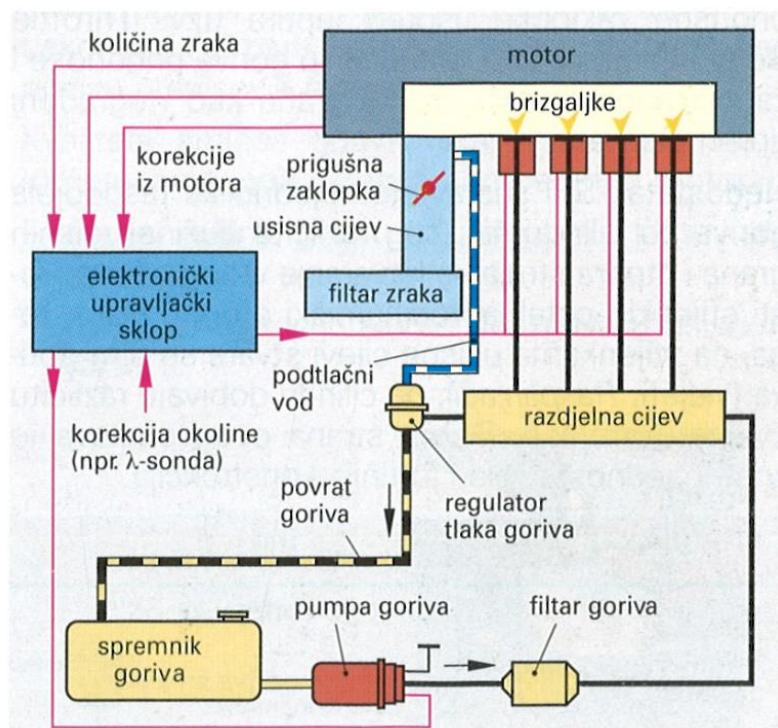 količina zraka
motor
brizgaljke
korekcije
iz motora
prigušna
zaklopka
usisna cijev
elektronički
upravljački
sklop
filtar zraka
podtlačni
vod
razdjelna cijev
korekcija okoline
(npr. λ-sonda)
povrat
goriva
regulator
tlaka goriva
pumpa goriva
filtar goriva
spremnik
goriva